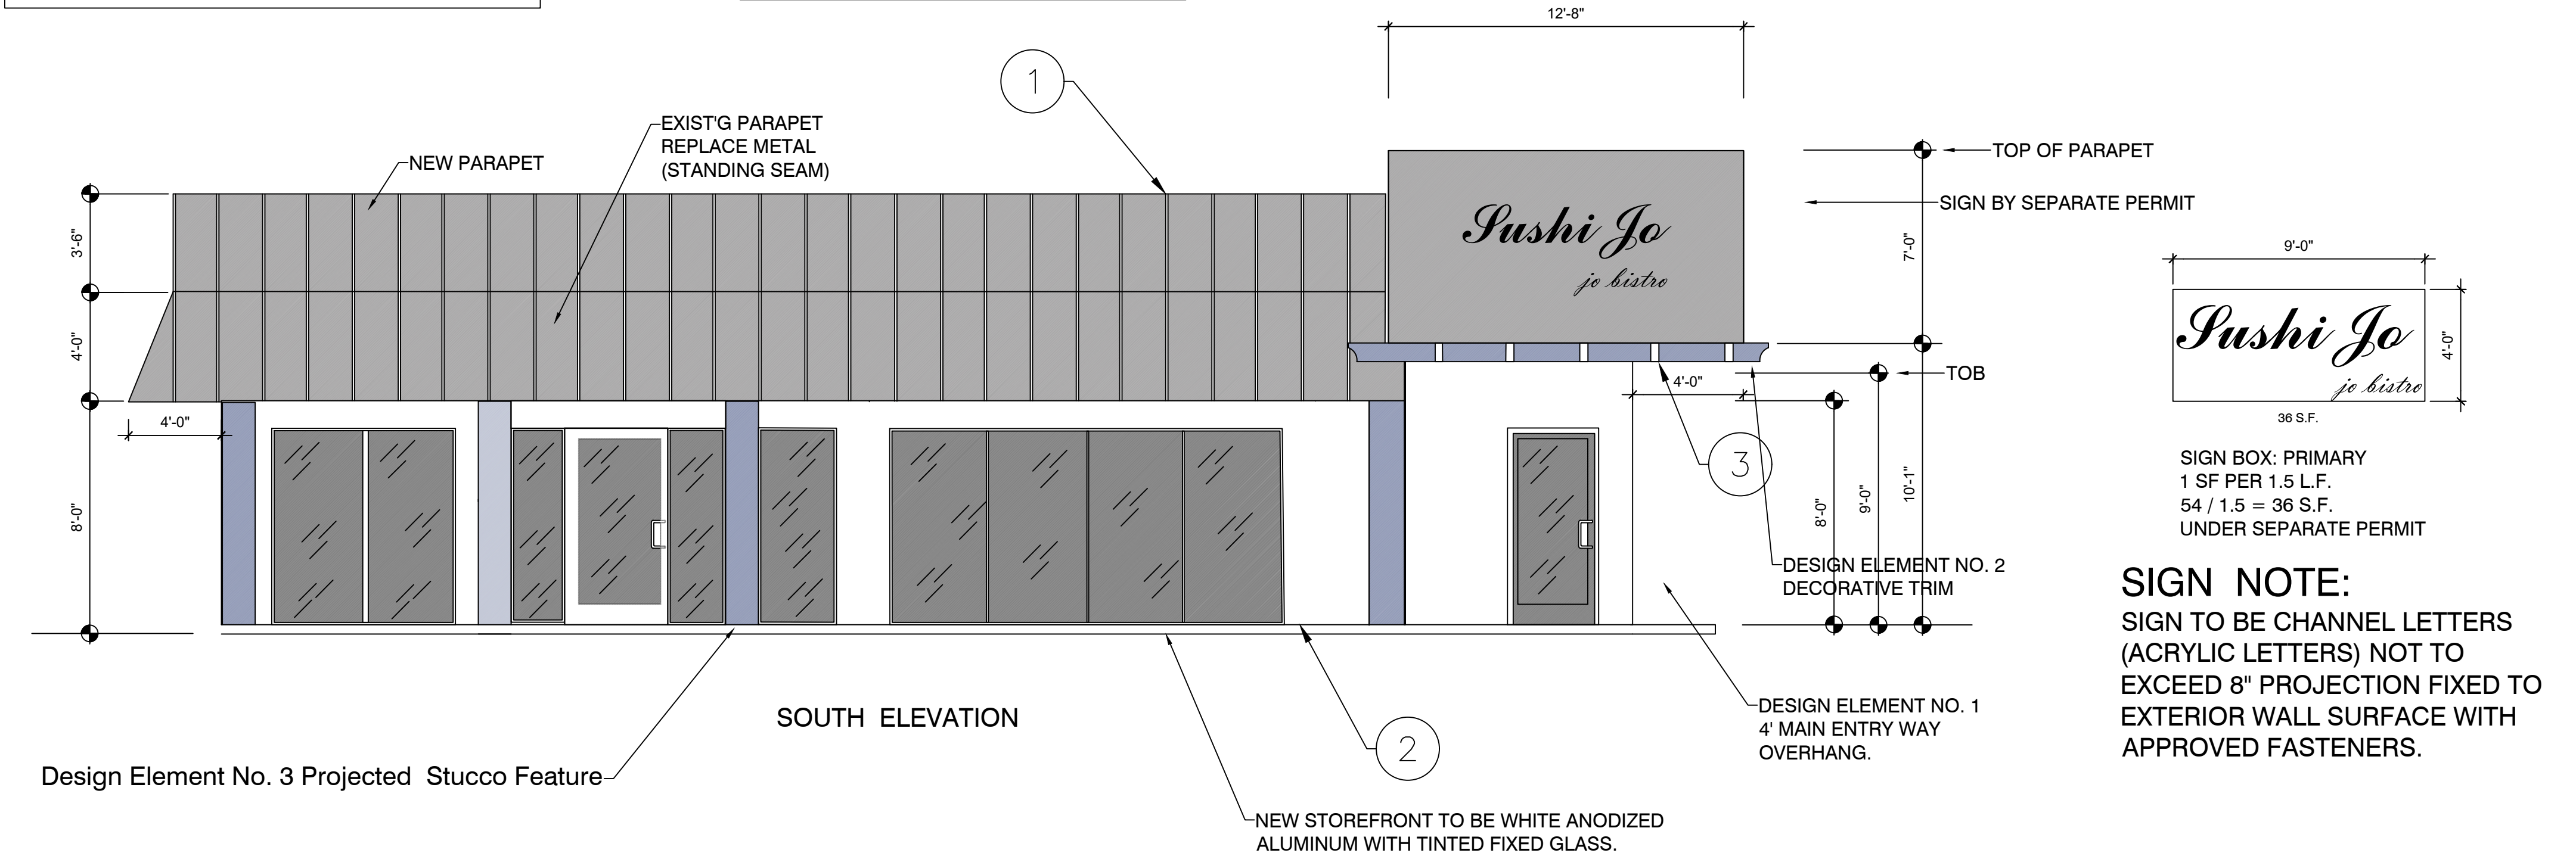 12'-8"
1
EXIST'G PARAPET
REPLACE METAL
(STANDING SEAM)
NEW PARAPET
TOP OF PARAPET
SIGN BY SEPARATE PERMIT
3'-6"
4'-0"
8'-0"
4'-0"
Sushi Jo
jo bistro
7'-0"
TOB
4'-0"
3
8'-0"
9'-0"
10'-1"
DESIGN ELEMENT NO. 2
DECORATIVE TRIM
9'-0"
Sushi Jo
jo bistro
4'-0"
36 S.F.
SIGN BOX: PRIMARY
1 SF PER 1.5 L.F.
54 / 1.5 = 36 S.F.
UNDER SEPARATE PERMIT
SIGN NOTE:
SIGN TO BE CHANNEL LETTERS
(ACRYLIC LETTERS) NOT TO
EXCEED 8" PROJECTION FIXED TO
EXTERIOR WALL SURFACE WITH
APPROVED FASTENERS.
SOUTH ELEVATION
DESIGN ELEMENT NO. 1
4' MAIN ENTRY WAY
OVERHANG.
2
Design Element No. 3 Projected Stucco Feature
NEW STOREFRONT TO BE WHITE ANODIZED
ALUMINUM WITH TINTED FIXED GLASS.